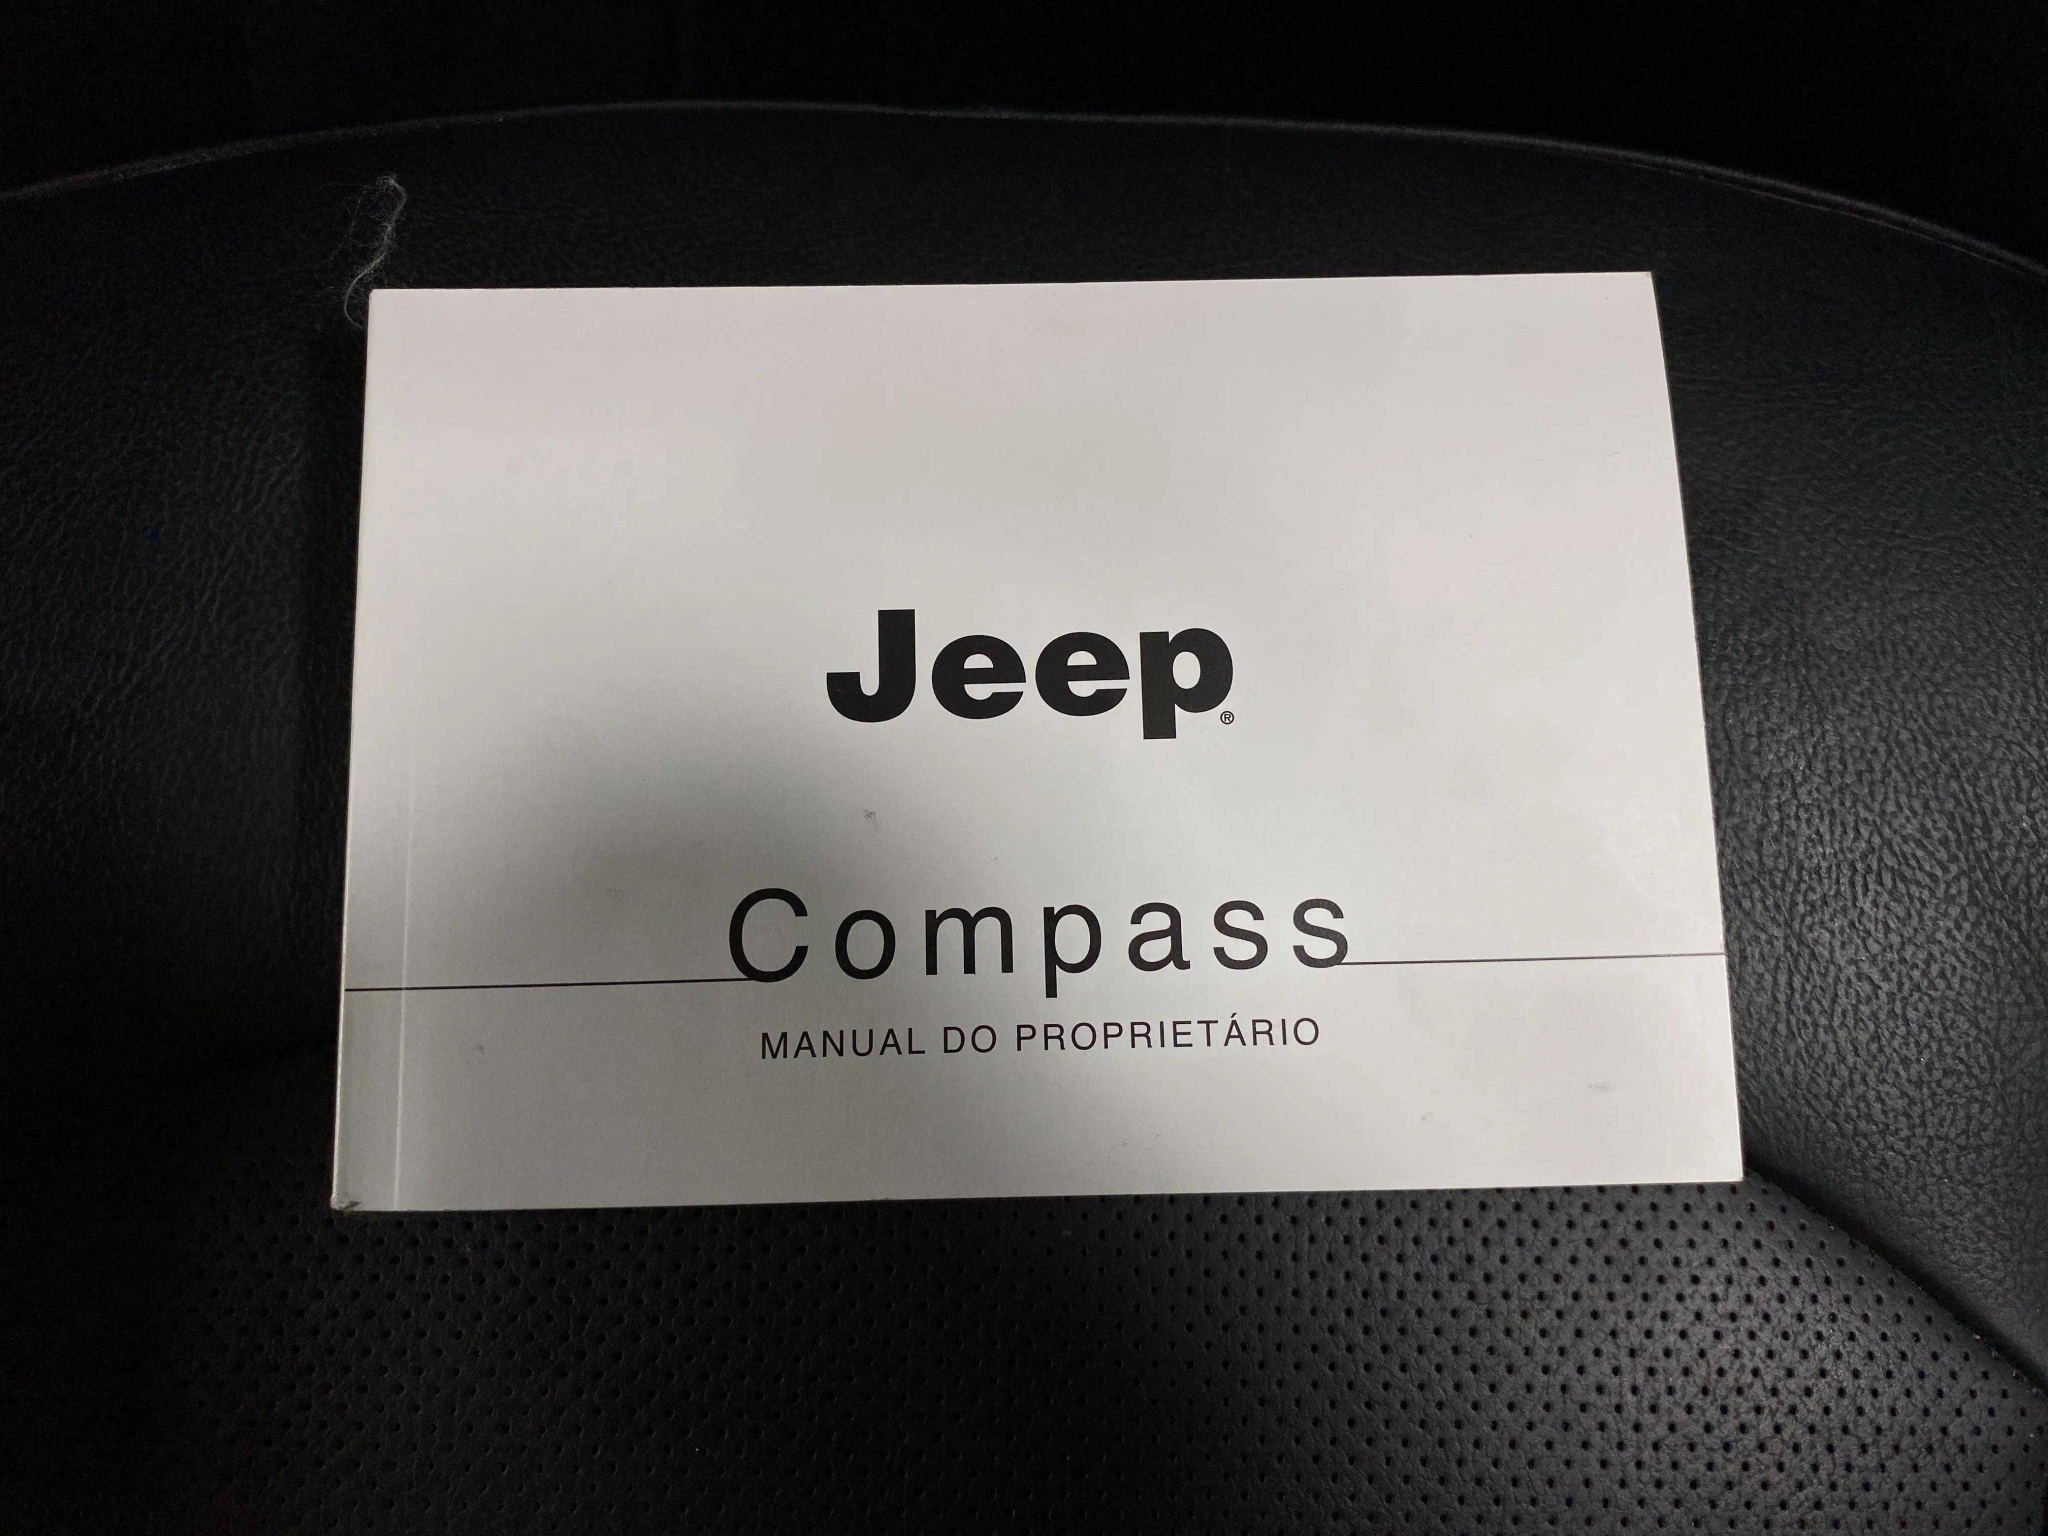 Jeep®
Compass
MANUAL DO PROPRIETÁRIO